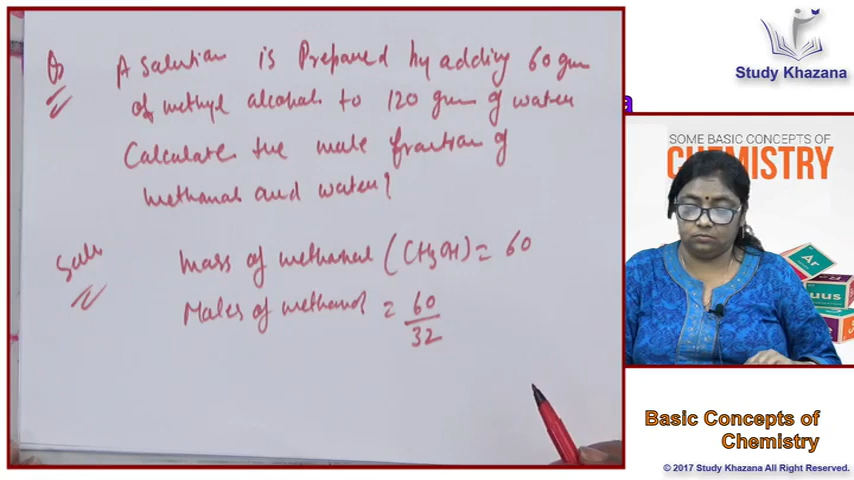 Qs A solution is Prepared by adding 60 gm
of methyl alcohol to 120 gm of water
Calculate the mole fraction of
methanol and water?
Soln
Mass of methanol (CH3OH) = 60
Moles of methanol = 60
32
Study Khazana
a
SOME BASIC CONCEPTS OF
CHEMISTRY
Ar
uus
Basic Concepts of
Chemistry
© 2017 Study Khazana All Right Reserved.